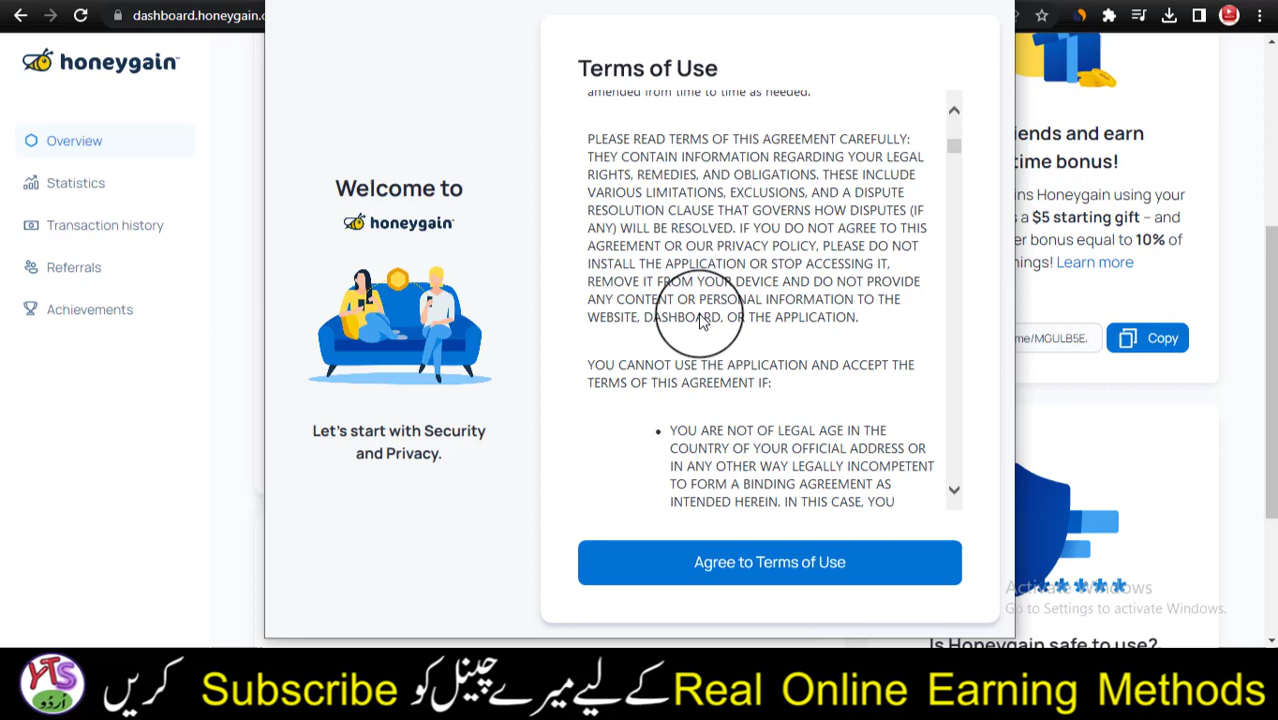 dashboard.honeygain.c
honeygain
Overview
Statistics
Transaction history
Referrals
Achievements
Welcome to
honeygain
Let's start with Security
and Privacy.
Terms of Use
amended from time to time as needed.
PLEASE READ TERMS OF THIS AGREEMENT CAREFULLY:
THEY CONTAIN INFORMATION REGARDING YOUR LEGAL
RIGHTS, REMEDIES, AND OBLIGATIONS. THESE INCLUDE
VARIOUS LIMITATIONS, EXCLUSIONS, AND A DISPUTE
RESOLUTION CLAUSE THAT GOVERNS HOW DISPUTES (IF
ANY) WILL BE RESOLVED. IF YOU DO NOT AGREE TO THIS
AGREEMENT OR OUR PRIVACY POLICY, PLEASE DO NOT
INSTALL THE APPLICATION OR STOP ACCESSING IT,
REMOVE IT FROM YOUR DEVICE AND DO NOT PROVIDE
ANY CONTENT OR PERSONAL INFORMATION TO THE
WEBSITE, DASHBOARD, OR THE APPLICATION.
YOU CANNOT USE THE APPLICATION AND ACCEPT THE
TERMS OF THIS AGREEMENT IF:
• YOU ARE NOT OF LEGAL AGE IN THE
COUNTRY OF YOUR OFFICIAL ADDRESS OR
IN ANY OTHER WAY LEGALLY INCOMPETENT
TO FORM A BINDING AGREEMENT AS
INTENDED HEREIN. IN THIS CASE, YOU
Agree to Terms of Use
iends and earn
time bonus!
ins Honeygain using your
s a $5 starting gift – and
er bonus equal to 10% of
nings! Learn more
me/MGULB5E.
Copy
****
Activate Windows
Go to Settings to activate Windows.
Is Honeygain safe to use?
YTS
اردو
Real Online Earning Methods کے لیے میرے چینل کو Subscribe کریں